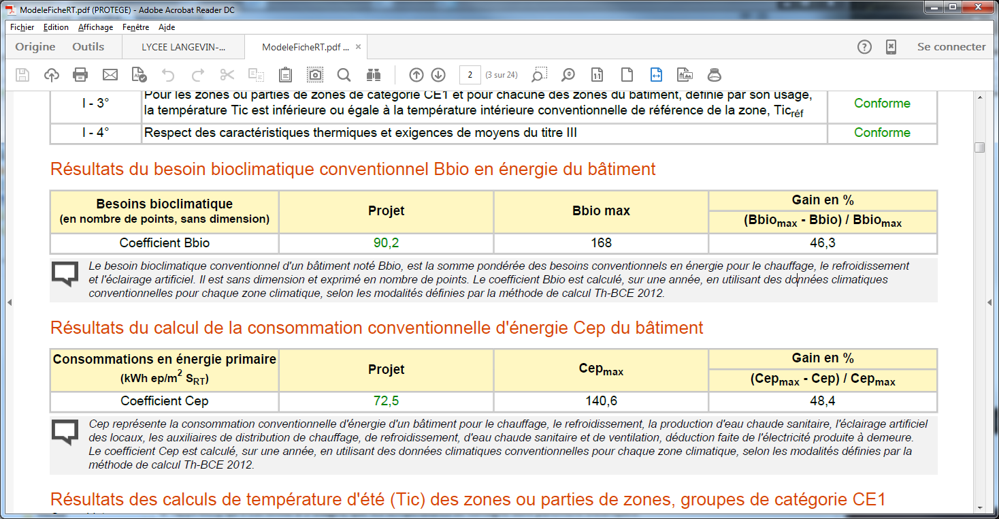 ModeleFicheRT.pdf (PROTEGE) - Adobe Acrobat Reader DC
Fichier Edition Affichage Fenêtre Aide
Origine Outils LYCEE LANGEVIN-... ModeleFicheRT.pdf ... × ? Se connecter
2 (3 sur 24) 1:1
Pour les zones ou parties de zones de catégorie CE1 et pour chacune des zones du bâtiment, définie par son usage,
I - 3° la température Tic est inférieure ou égale à la température intérieure conventionnelle de référence de la zone, Ticréf Conforme
I - 4° Respect des caractéristiques thermiques et exigences de moyens du titre III Conforme
Résultats du besoin bioclimatique conventionnel Bbio en énergie du bâtiment
Besoins bioclimatique
(en nombre de points, sans dimension)
Projet
Bbio max
Gain en %
(Bbiomax - Bbio) / Bbiomax
Coefficient Bbio 90,2 168 46,3
Le besoin bioclimatique conventionnel d'un bâtiment noté Bbio, est la somme pondérée des besoins conventionnels en énergie pour le chauffage, le refroidissement
et l'éclairage artificiel. Il est sans dimension et exprimé en nombre de points. Le coefficient Bbio est calculé, sur une année, en utilisant des données climatiques
conventionnelles pour chaque zone climatique, selon les modalités définies par la méthode de calcul Th-BCE 2012.
Résultats du calcul de la consommation conventionnelle d'énergie Cep du bâtiment
Consommations en énergie primaire
(kWh ep/m² SRT)
Projet
Cepmax
Gain en %
(Cepmax - Cep) / Cepmax
Coefficient Cep 72,5 140,6 48,4
Cep représente la consommation conventionnelle d'énergie d'un bâtiment pour le chauffage, le refroidissement, la production d'eau chaude sanitaire, l'éclairage artificiel
des locaux, les auxiliaires de distribution de chauffage, de refroidissement, d'eau chaude sanitaire et de ventilation, déduction faite de l'électricité produite à demeure.
Le coefficient Cep est calculé, sur une année, en utilisant des données climatiques conventionnelles pour chaque zone climatique, selon les modalités définies par la
méthode de calcul Th-BCE 2012.
Résultats des calculs de température d'été (Tic) des zones ou parties de zones, groupes de catégorie CE1